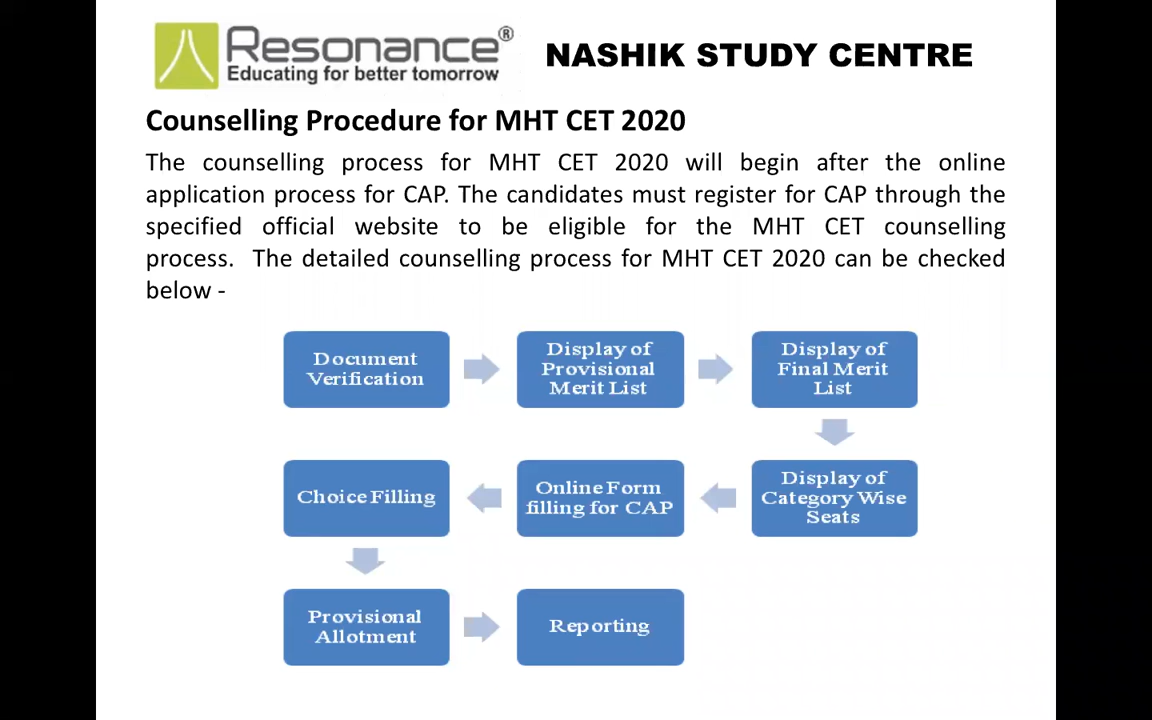 Resonance®
Educating for better tomorrow
NASHIK STUDY CENTRE
Counselling Procedure for MHT CET 2020
The counselling process for MHT CET 2020 will begin after the online
application process for CAP. The candidates must register for CAP through the
specified official website to be eligible for the MHT CET counselling
process. The detailed counselling process for MHT CET 2020 can be checked
below -
Document
Verification
Display of
Provisional
Merit List
Display of
Final Merit
List
Display of
Category Wise
Seats
Online Form
filling for CAP
Choice Filling
Provisional
Allotment
Reporting